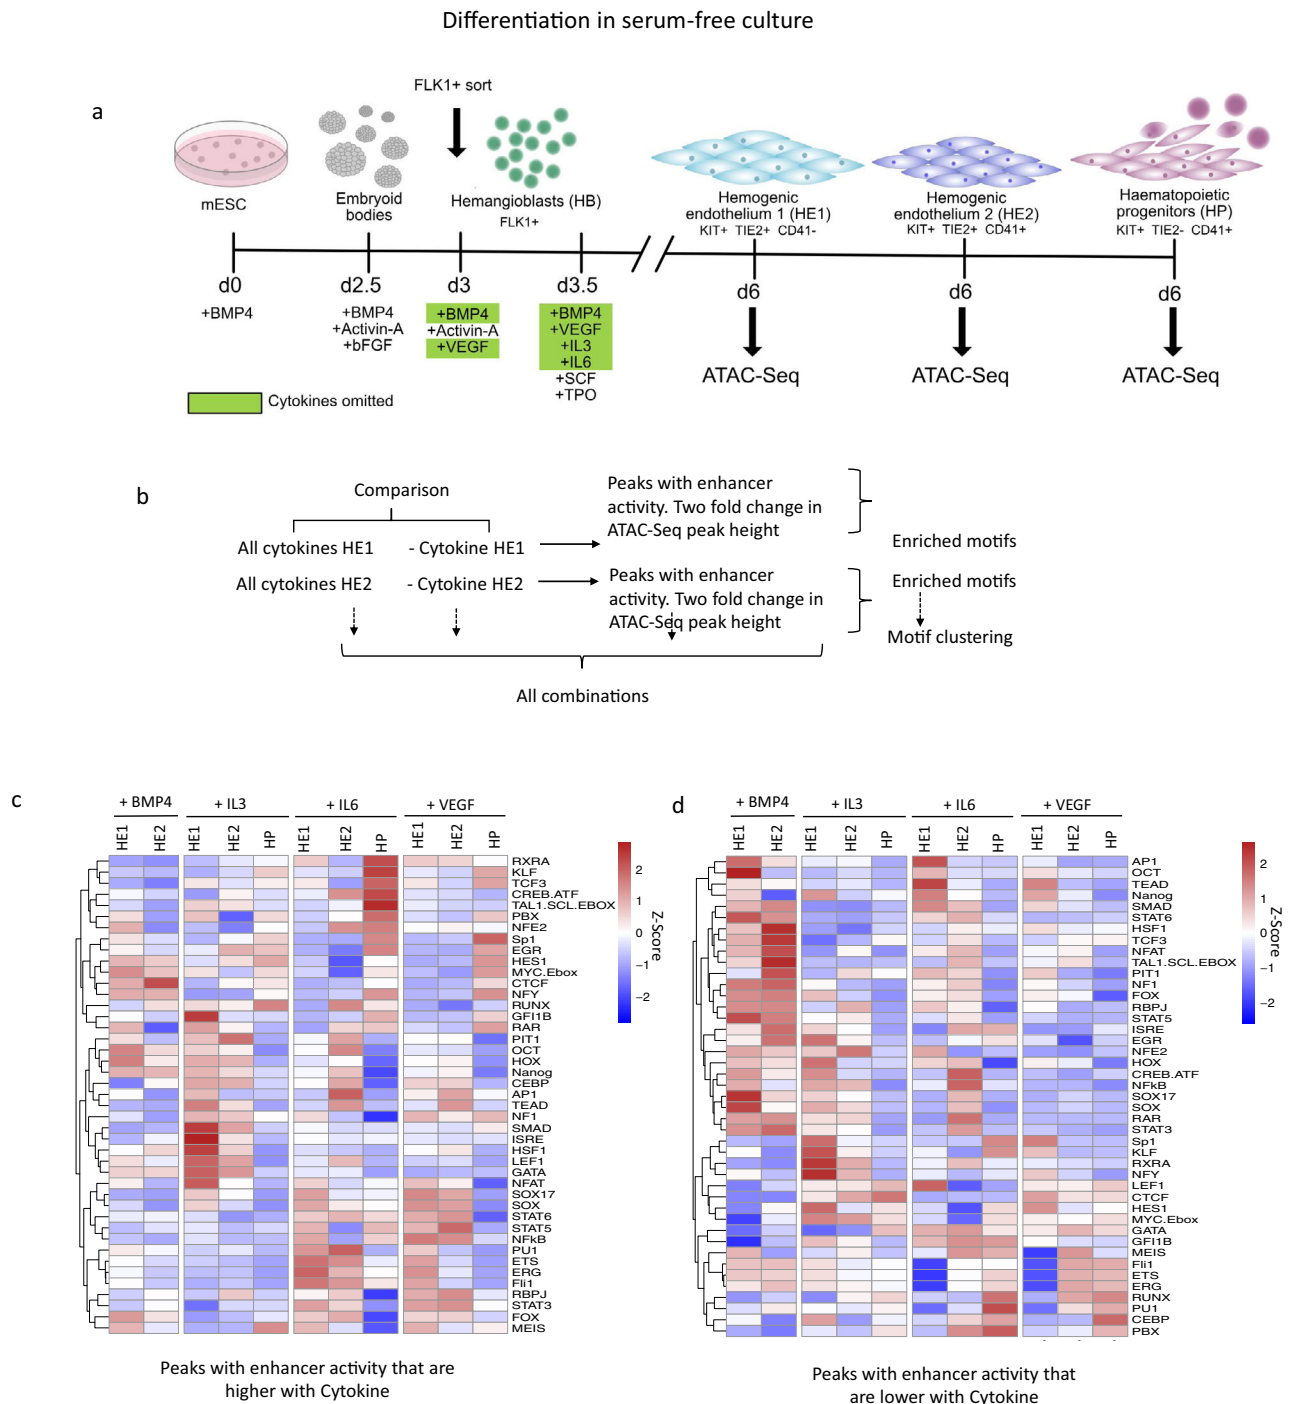 Differentiation in serum-free culture
a
FLK1+ sort
mESC
Embryoid
bodies
Hemangioblasts (HB)
FLK1+
Hemogenic
endothelium 1 (HE1)
KIT+ TIE2+ CD41-
Hemogenic
endothelium 2 (HE2)
KIT+ TIE2+ CD41+
Haematopoietic
progenitors (HP)
KIT+ TIE2- CD41+
d0
d2.5
d3
d3.5
d6
d6
d6
+BMP4
+BMP4
+Activin-A
+bFGF
+BMP4
+Activin-A
+VEGF
+BMP4
+VEGF
+IL3
+IL6
+SCF
+TPO
ATAC-Seq
ATAC-Seq
ATAC-Seq
Cytokines omitted
b
Comparison
All cytokines HE1
- Cytokine HE1
Peaks with enhancer
activity. Two fold change in
ATAC-Seq peak height
Enriched motifs
All cytokines HE2
- Cytokine HE2
Peaks with enhancer
activity. Two fold change in
ATAC-Seq peak height
Enriched motifs
Motif clustering
All combinations
c
+ BMP4
+ IL3
+ IL6
+ VEGF
HE1
HE2
HE1
HE2
HP
HE1
HE2
HP
HE1
HE2
HP
RXRA
KLF
TCF3
CREB.ATF
TAL1.SCL.EBOX
PBX
NFE2
Sp1
EGR
HES1
MYC.Ebox
CTCF
NFY
RUNX
GFI1B
RAR
PIT1
OCT
HOX
Nanog
CEBP
AP1
TEAD
NF1
SMAD
ISRE
HSF1
LEF1
GATA
NFAT
SOX17
SOX
STAT6
STAT5
NFkB
PU1
ETS
ERG
Fli1
RBPJ
STAT3
FOX
MEIS
2
1
0
−1
−2
Z-Score
Peaks with enhancer activity that are
higher with Cytokine
d
+ BMP4
+ IL3
+ IL6
+ VEGF
HE1
HE2
HE1
HE2
HP
HE1
HE2
HP
HE1
HE2
HP
AP1
OCT
TEAD
Nanog
SMAD
STAT6
HSF1
TCF3
NFAT
TAL1.SCL.EBOX
PIT1
NF1
FOX
RBPJ
STAT5
ISRE
EGR
NFE2
HOX
CREB.ATF
NFkB
SOX17
SOX
RAR
STAT3
Sp1
KLF
RXRA
NFY
LEF1
CTCF
HES1
MYC.Ebox
GATA
GFI1B
MEIS
Fli1
ETS
ERG
RUNX
PU1
CEBP
PBX
2
1
0
−1
−2
Z-Score
Peaks with enhancer activity that
are lower with Cytokine